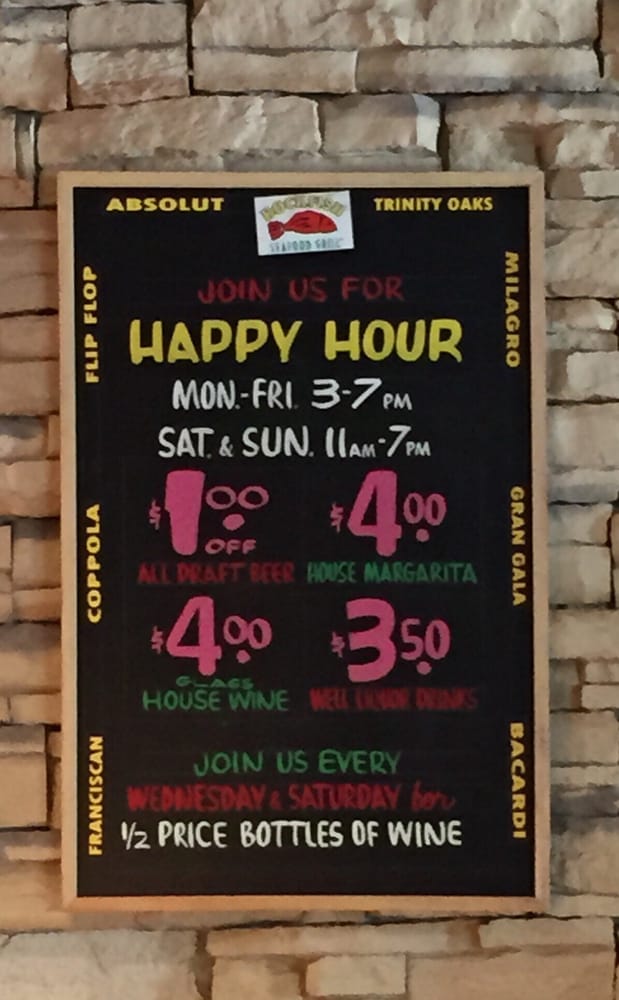 ABSOLUT
ROCKFISH
SEAFOOD GRILL
TRINITY OAKS
FLIP FLOP
COPPOLA
FRANCISCAN
MILAGRO
GRAN GALA
BACARDI
JOIN US FOR
HAPPY HOUR
MON.-FRI. 3-7 PM
SAT. & SUN. 11AM-7PM
$1.00 OFF
ALL DRAFT BEER
$4.00
HOUSE MARGARITA
$4.00
GLASS
HOUSE WINE
$3.50
WELL LIQUOR DRINKS
JOIN US EVERY
WEDNESDAY & SATURDAY for
1/2 PRICE BOTTLES OF WINE